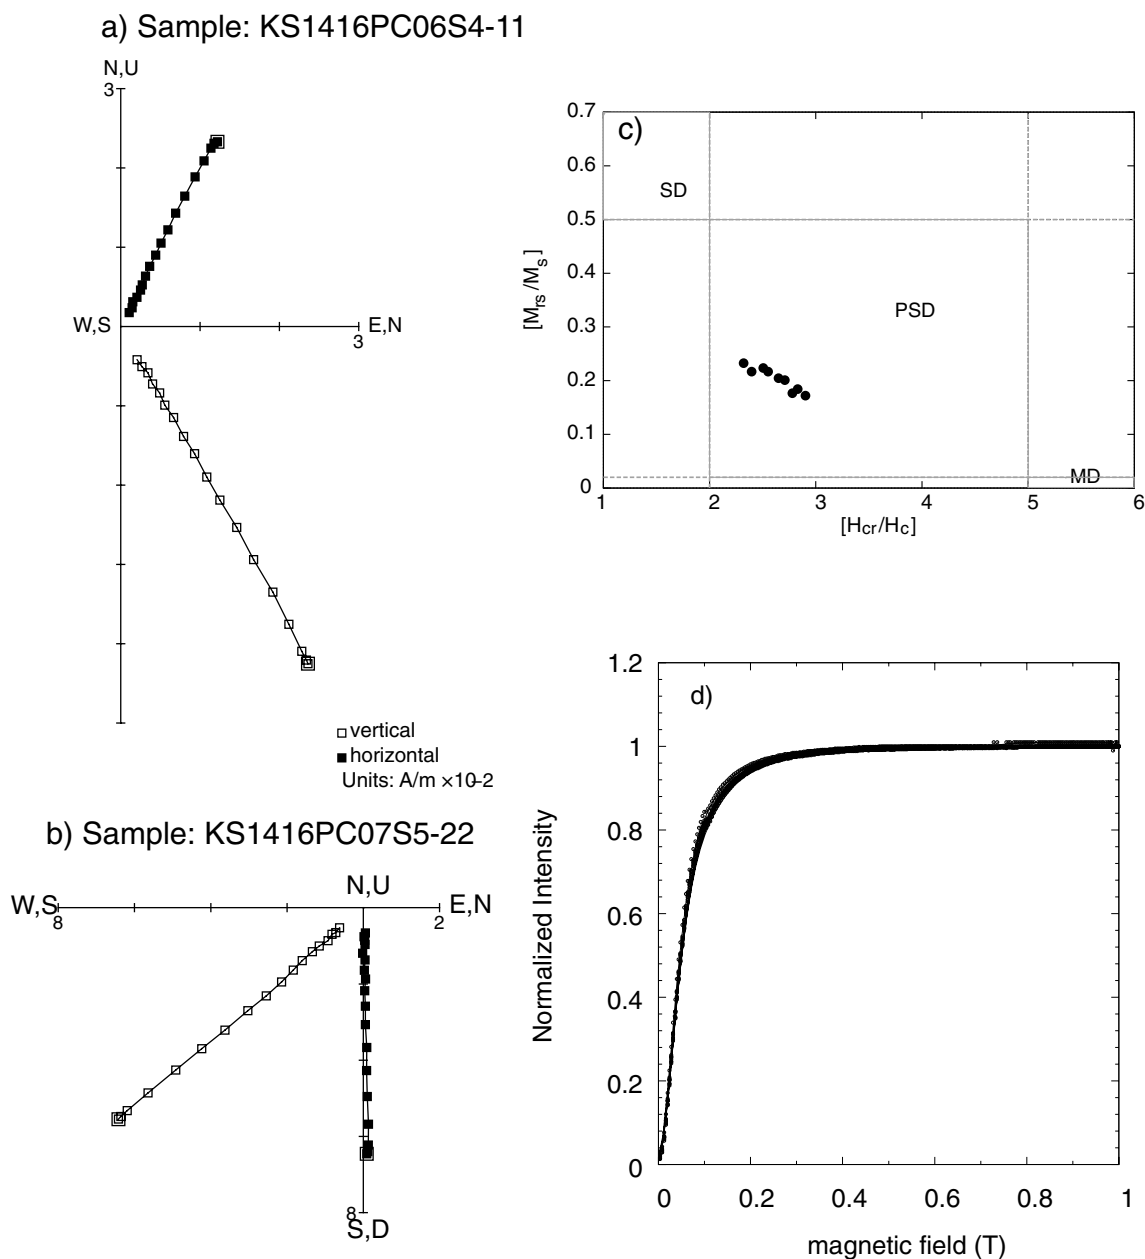 a) Sample: KS1416PC06S4-11
N,U
3
W,S
E,N
3
□ vertical
■ horizontal
Units: A/m ×10-2
b) Sample: KS1416PC07S5-22
N,U
W,S
8
E,N
2
8
S,D
c)
0.7
0.6
0.5
0.4
0.3
0.2
0.1
0
SD
PSD
MD
[Mrs/Ms]
1 2 3 4 5 6
[Hcr/Hc]
d)
1.2
1
0.8
0.6
0.4
0.2
0
Normalized Intensity
0 0.2 0.4 0.6 0.8 1
magnetic field (T)